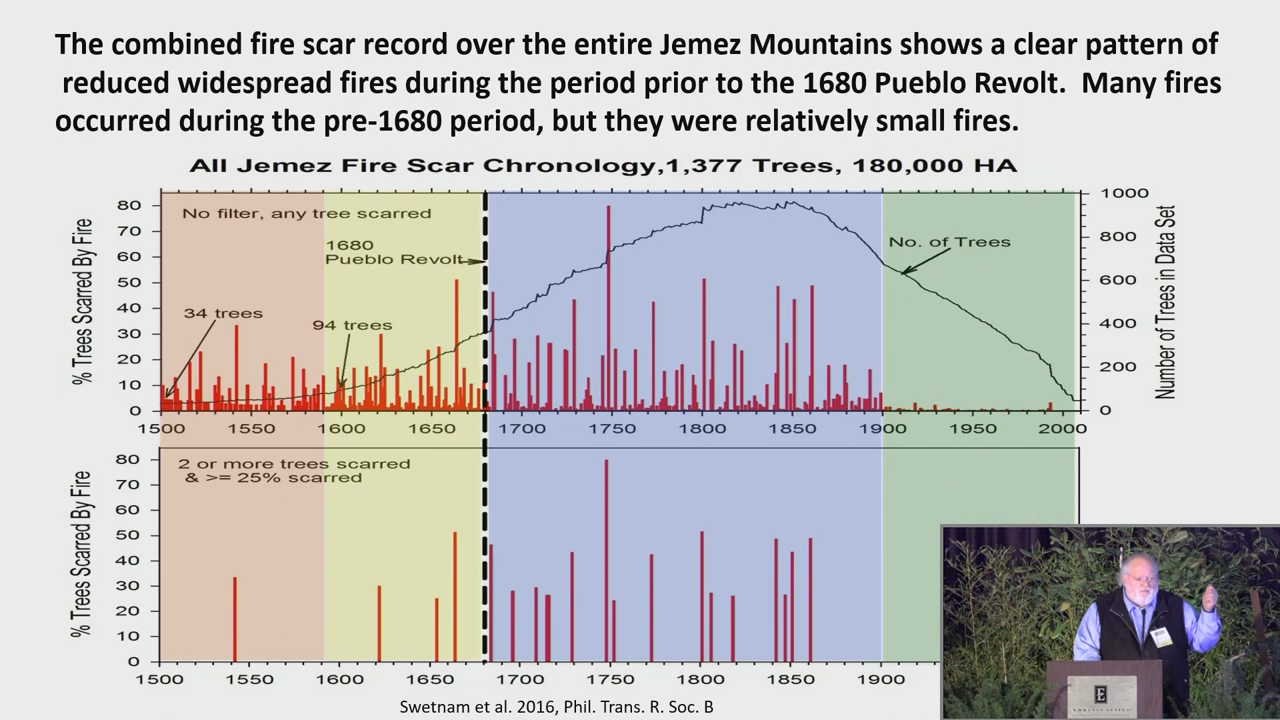 The combined fire scar record over the entire Jemez Mountains shows a clear pattern of
reduced widespread fires during the period prior to the 1680 Pueblo Revolt. Many fires
occurred during the pre-1680 period, but they were relatively small fires.
All Jemez Fire Scar Chronology,1,377 Trees, 180,000 HA
% Trees Scarred By Fire
80
70
60
50
40
30
20
10
0
No filter, any tree scarred
1680
Pueblo Revolt
34 trees
94 trees
No. of Trees
1000
800
600
400
200
0
Number of Trees in Data Set
1500 1550 1600 1650 1700 1750 1800 1850 1900 1950 2000
% Trees Scarred By Fire
80
70
60
50
40
30
20
10
0
2 or more trees scarred
& >= 25% scarred
1500 1550 1600 1650 1700 1750 1800 1850 1900
Swetnam et al. 2016, Phil. Trans. R. Soc. B
E